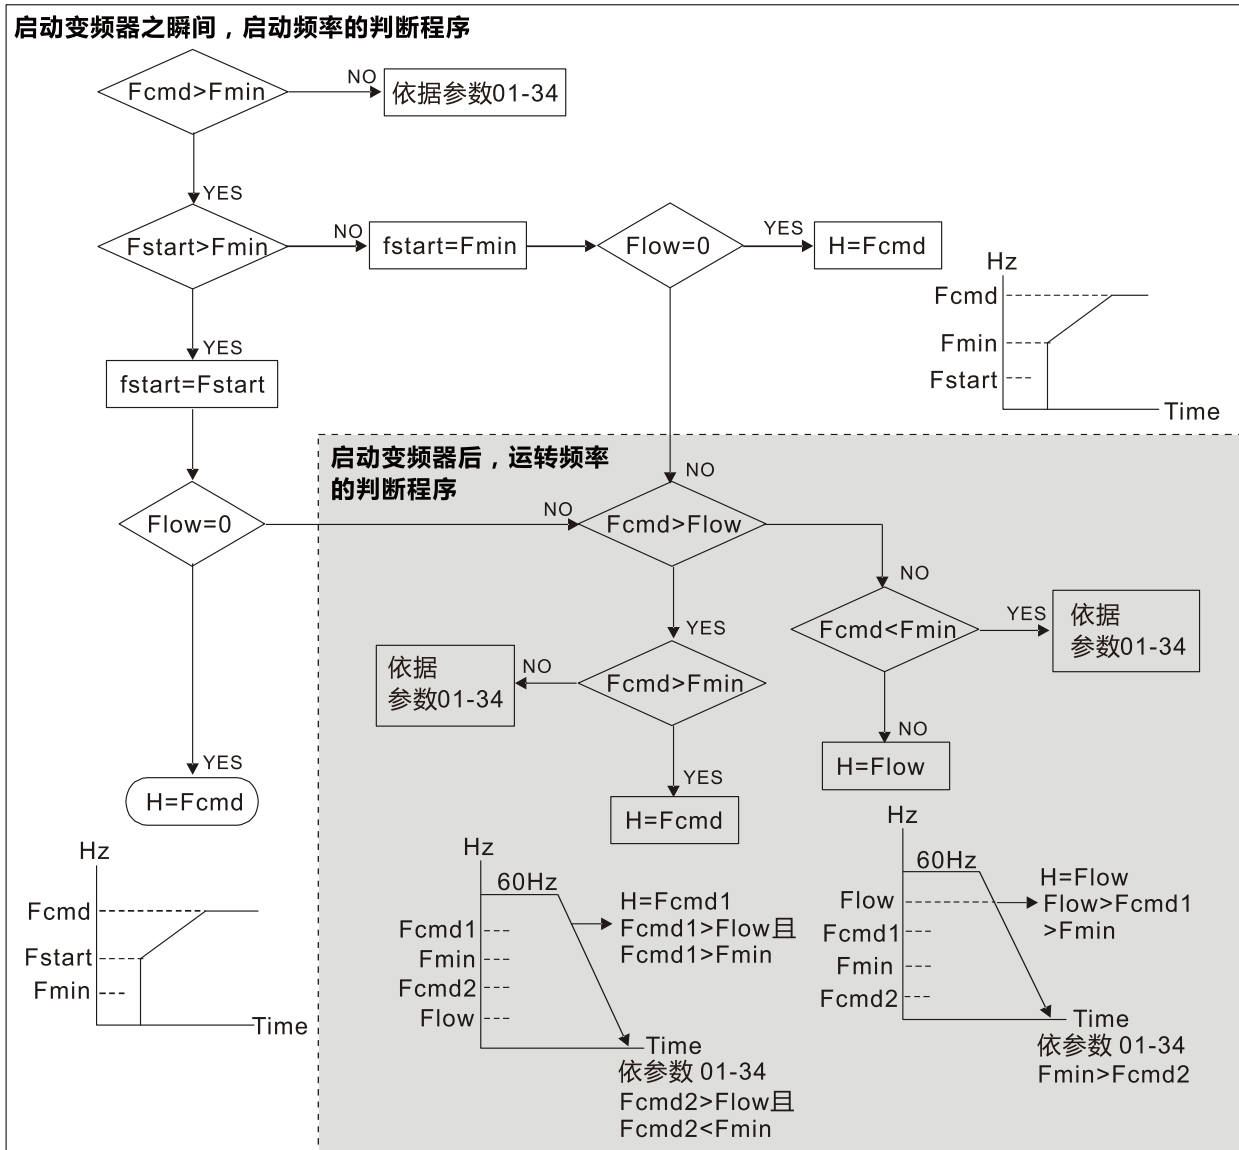 启动变频器之瞬间，启动频率的判断程序
Fcmd>Fmin
NO
依据参数01-34
YES
Fstart>Fmin
NO
fstart=Fmin
Flow=0
YES
H=Fcmd
Hz
Fcmd
Fmin
Fstart
Time
YES
fstart=Fstart
启动变频器后，运转频率
的判断程序
NO
Flow=0
NO
Fcmd>Flow
NO
Fcmd<Fmin
YES
依据
参数01-34
YES
Fcmd>Fmin
NO
依据
参数01-34
NO
H=Flow
YES
H=Fcmd
YES
H=Fcmd
Hz
Fcmd
Fstart
Fmin
Time
Hz
60Hz
Fcmd1
Fmin
Fcmd2
Flow
H=Fcmd1
Fcmd1>Flow且
Fcmd1>Fmin
Time
依参数 01-34
Fcmd2>Flow且
Fcmd2<Fmin
Hz
60Hz
Flow
Fcmd1
Fmin
Fcmd2
H=Flow
Flow>Fcmd1
>Fmin
Time
依参数 01-34
Fmin>Fcmd2